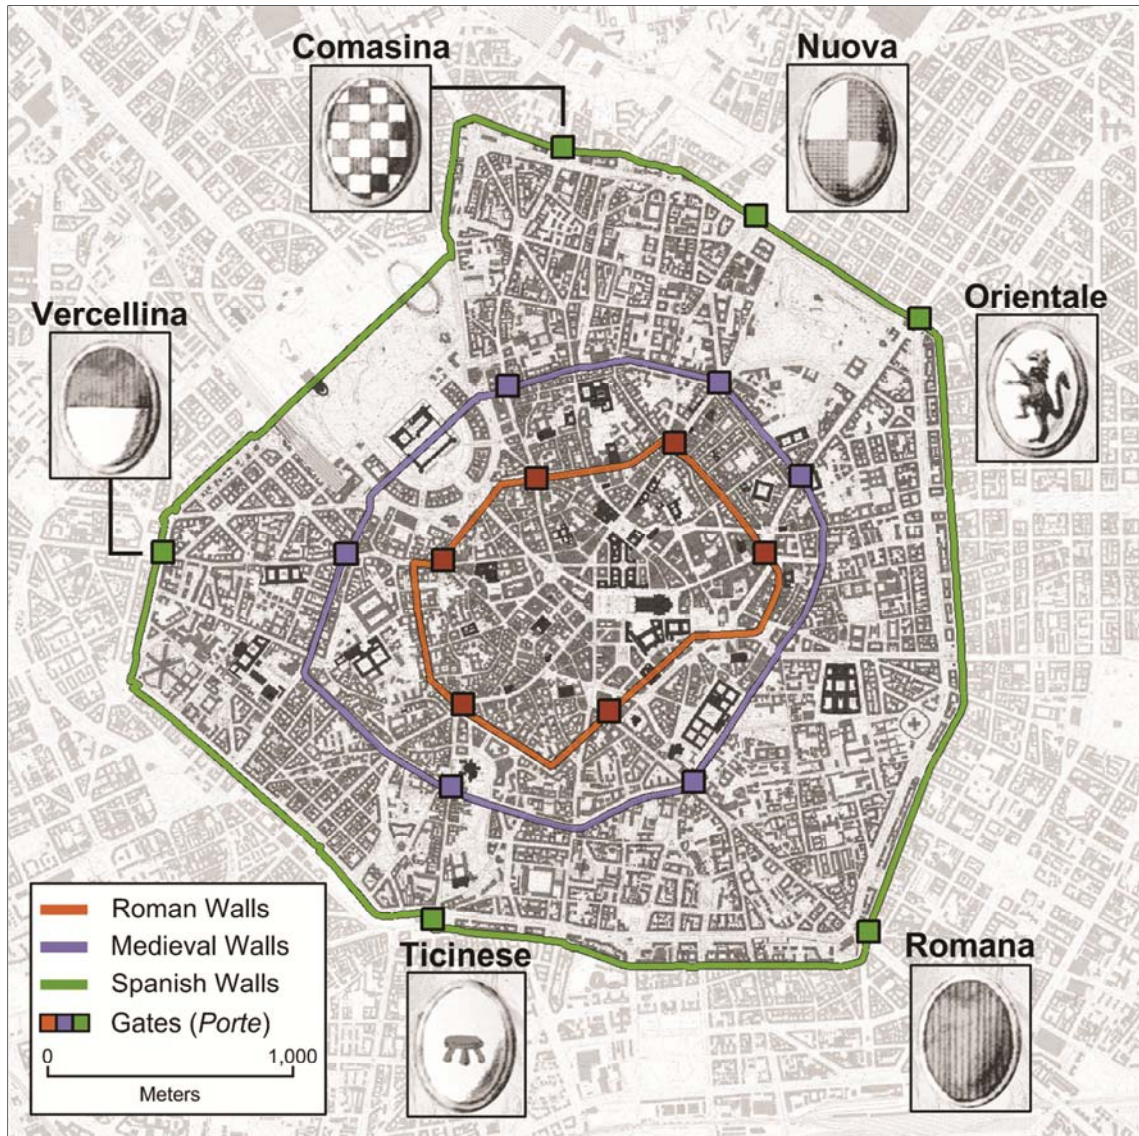 Comasina
Nuova
Vercellina
Orientale
Roman Walls
Medieval Walls
Spanish Walls
Gates (Porte)
0 1,000
Meters
Ticinese
Romana